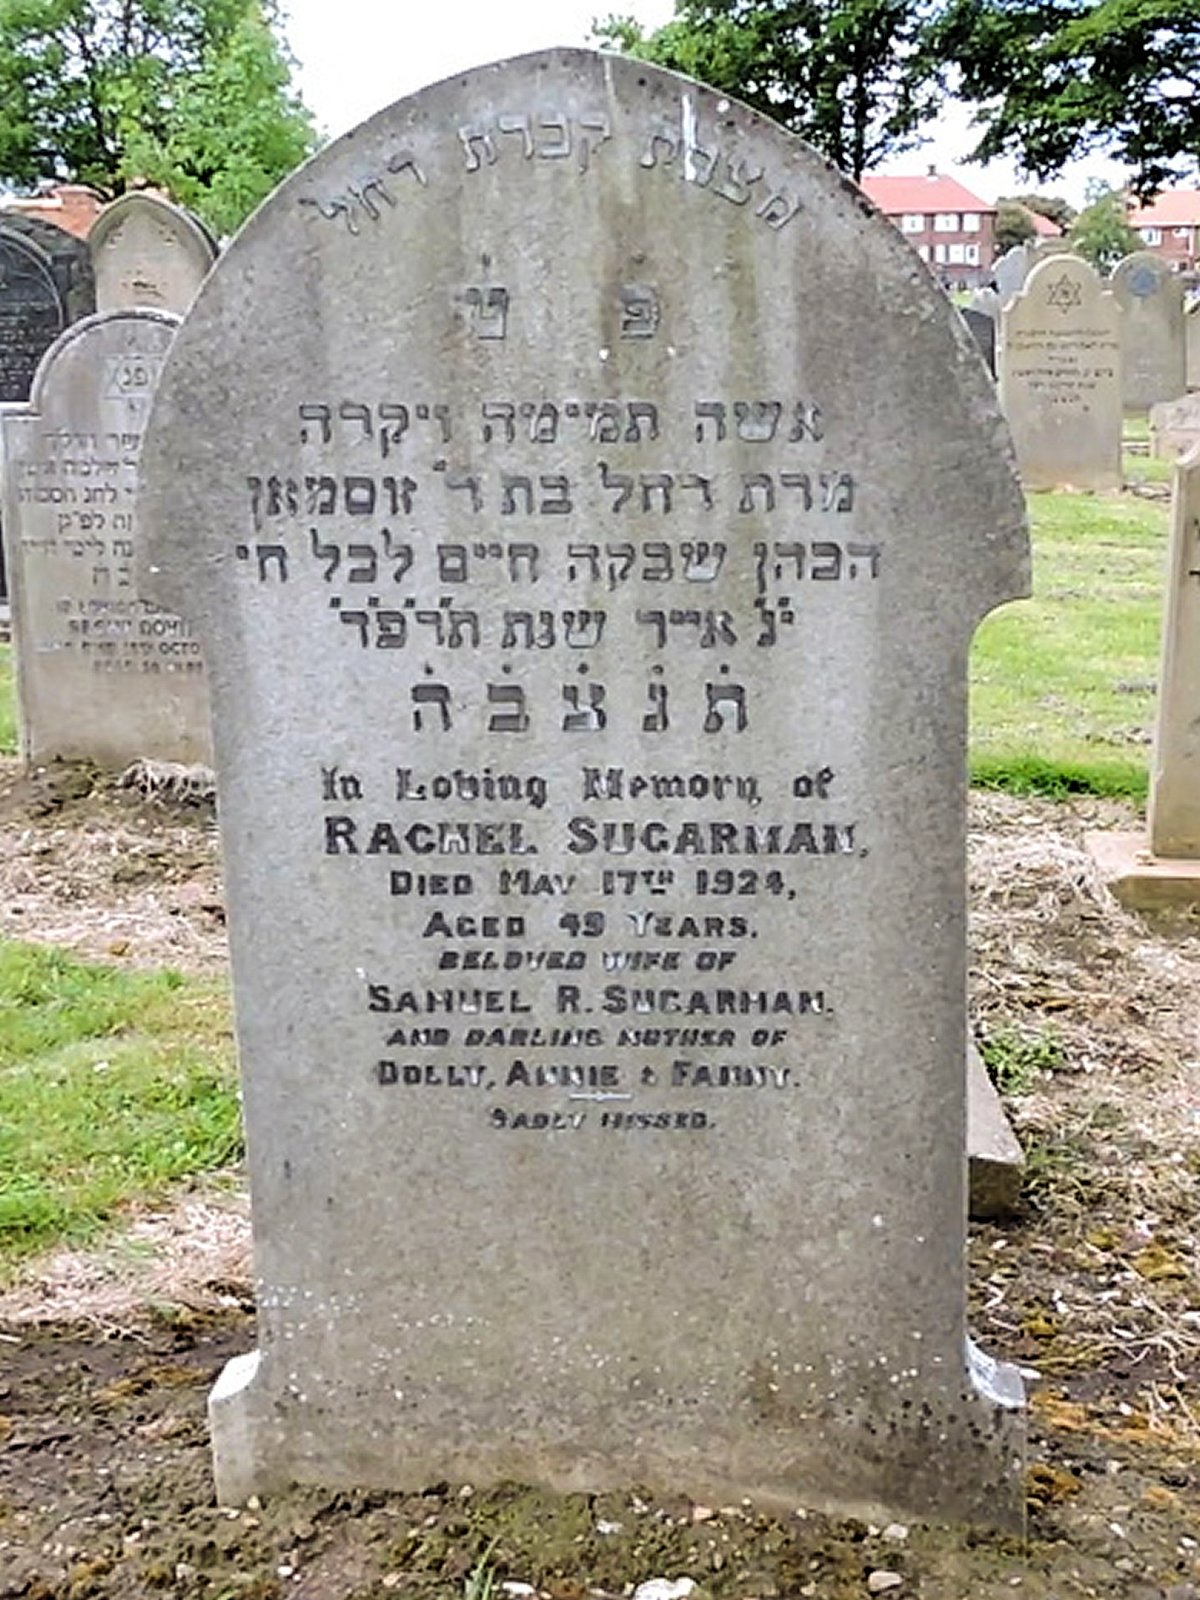 מצבת קברת רחל
פ ט
אשה תמימה ויקרה
מרת רחל בת ר' זוסמאן
הכהן שבקה חיים לכל חי
י"ג אייר שנת תרפ"ד
ת נ צ ב ה
In Loving Memory of
RACHEL SUGARMAN,
DIED MAY 17TH 1924,
AGED 49 YEARS.
BELOVED WIFE OF
SAMUEL R. SUGARMAN.
AND DARLING MOTHER OF
DOLLY, ANNIE & FANNY.
SADLY MISSED.